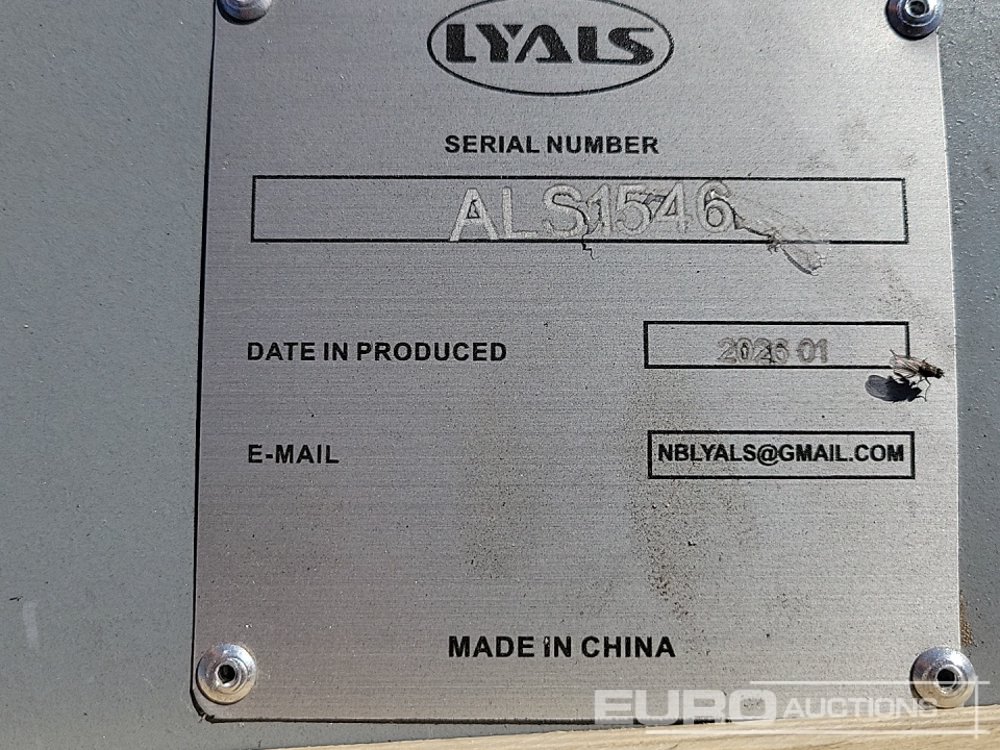 LYALS
SERIAL NUMBER
ALS1546
DATE IN PRODUCED
2026 01
E-MAIL
NBLYALS@GMAIL.COM
MADE IN CHINA
EURO AUCTIONS